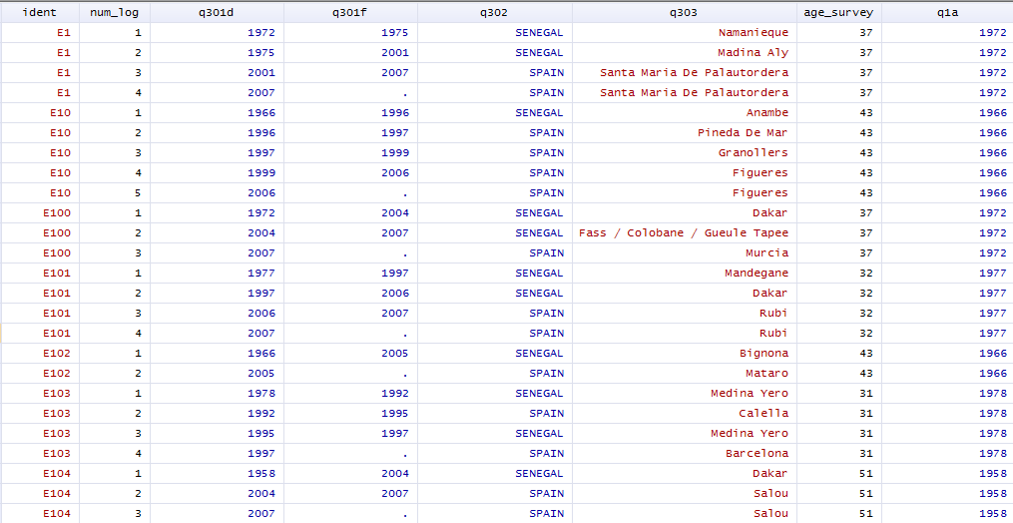 ident num_log q301d q301f q302 q303 age_survey q1a
E1 1 1972 1975 SENEGAL Namanieque 37 1972
E1 2 1975 2001 SENEGAL Madina Aly 37 1972
E1 3 2001 2007 SPAIN Santa Maria De Palautordera 37 1972
E1 4 2007 . SPAIN Santa Maria De Palautordera 37 1972
E10 1 1966 1996 SENEGAL Anambe 43 1966
E10 2 1996 1997 SPAIN Pineda De Mar 43 1966
E10 3 1997 1999 SPAIN Granollers 43 1966
E10 4 1999 2006 SPAIN Figueres 43 1966
E10 5 2006 . SPAIN Figueres 43 1966
E100 1 1972 2004 SENEGAL Dakar 37 1972
E100 2 2004 2007 SENEGAL Fass / Colobane / Gueule Tapee 37 1972
E100 3 2007 . SPAIN Murcia 37 1972
E101 1 1977 1997 SENEGAL Mandegane 32 1977
E101 2 1997 2006 SENEGAL Dakar 32 1977
E101 3 2006 2007 SPAIN Rubi 32 1977
E101 4 2007 . SPAIN Rubi 32 1977
E102 1 1966 2005 SENEGAL Bignona 43 1966
E102 2 2005 . SPAIN Mataro 43 1966
E103 1 1978 1992 SENEGAL Medina Yero 31 1978
E103 2 1992 1995 SPAIN Calella 31 1978
E103 3 1995 1997 SENEGAL Medina Yero 31 1978
E103 4 1997 . SPAIN Barcelona 31 1978
E104 1 1958 2004 SENEGAL Dakar 51 1958
E104 2 2004 2007 SPAIN Salou 51 1958
E104 3 2007 . SPAIN Salou 51 1958